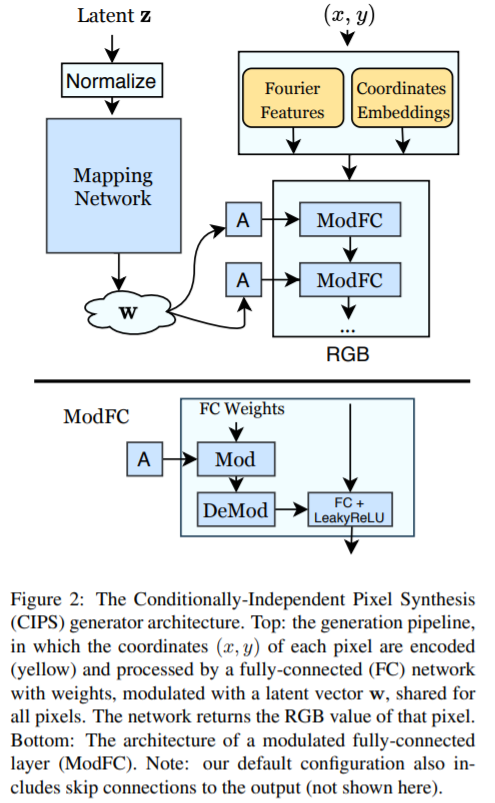 Latent z
(x, y)
Normalize
Fourier
Features
Coordinates
Embeddings
Mapping
Network
A
ModFC
A
ModFC
w
...
RGB
ModFC
FC Weights
A
Mod
DeMod
FC +
LeakyReLU
Figure 2: The Conditionally-Independent Pixel Synthesis
(CIPS) generator architecture. Top: the generation pipeline,
in which the coordinates (x, y) of each pixel are encoded
(yellow) and processed by a fully-connected (FC) network
with weights, modulated with a latent vector w, shared for
all pixels. The network returns the RGB value of that pixel.
Bottom: The architecture of a modulated fully-connected
layer (ModFC). Note: our default configuration also in-
cludes skip connections to the output (not shown here).